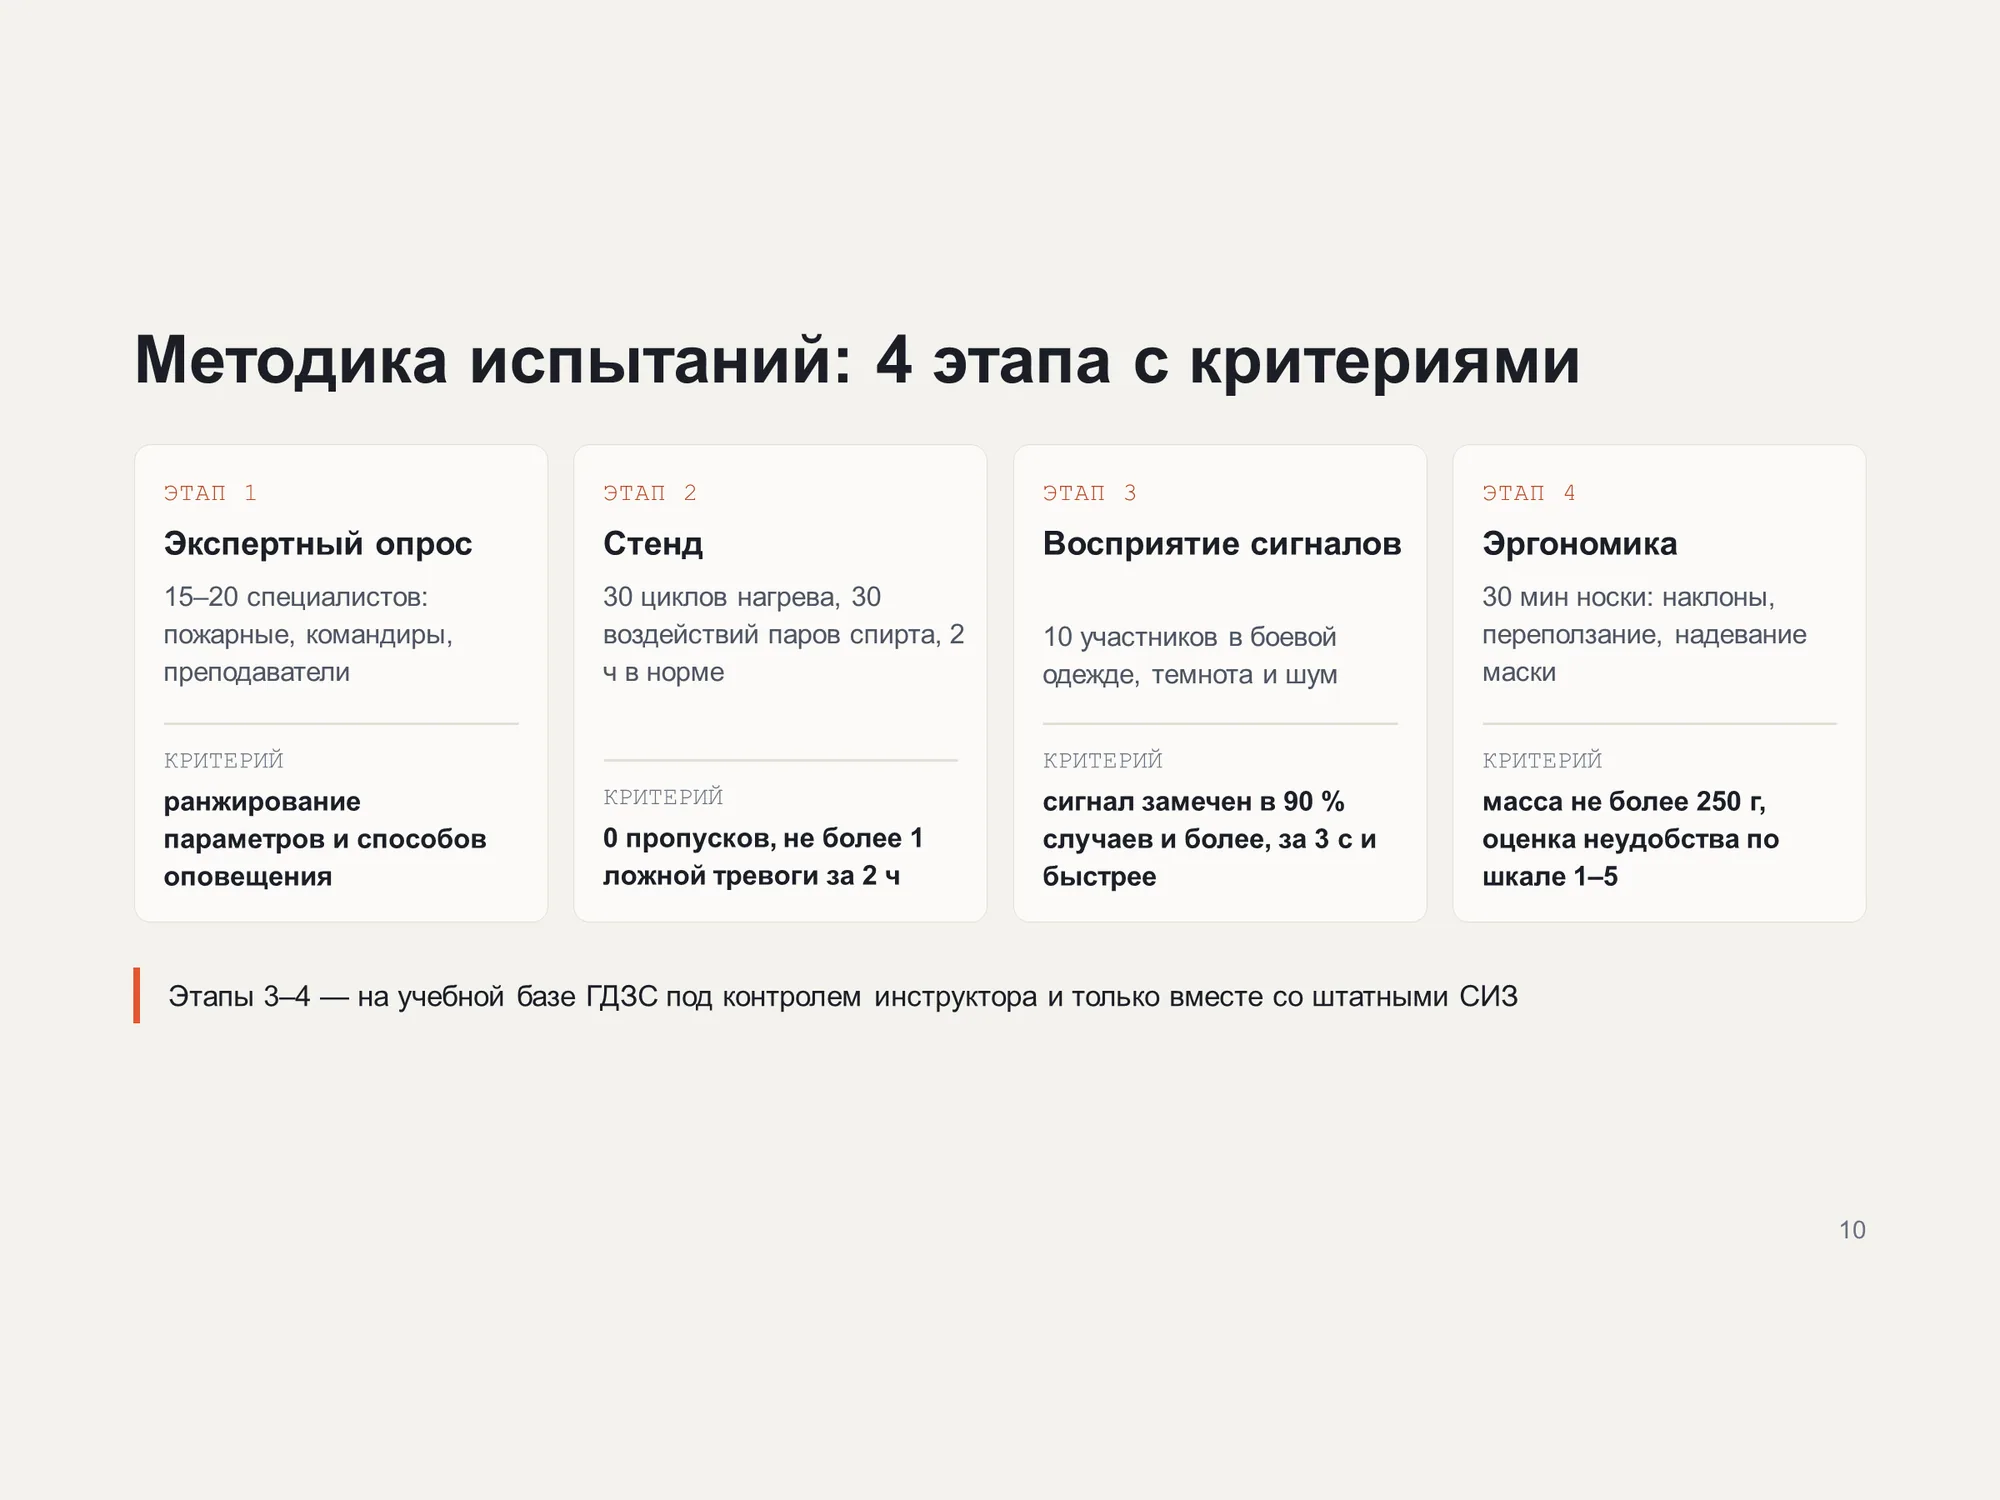 Методика испытаний: 4 этапа с критериями
ЭТАП 1
Экспертный опрос
15–20 специалистов:
пожарные, командиры,
преподаватели
КРИТЕРИЙ
ранжирование
параметров и способов
оповещения
ЭТАП 2
Стенд
30 циклов нагрева, 30
воздействий паров спирта, 2
ч в норме
КРИТЕРИЙ
0 пропусков, не более 1
ложной тревоги за 2 ч
ЭТАП 3
Восприятие сигналов
10 участников в боевой
одежде, темнота и шум
КРИТЕРИЙ
сигнал замечен в 90 %
случаев и более, за 3 с и
быстрее
ЭТАП 4
Эргономика
30 мин носки: наклоны,
переползание, надевание
маски
КРИТЕРИЙ
масса не более 250 г,
оценка неудобства по
шкале 1–5
Этапы 3–4 — на учебной базе ГДЗС под контролем инструктора и только вместе со штатными СИЗ
10